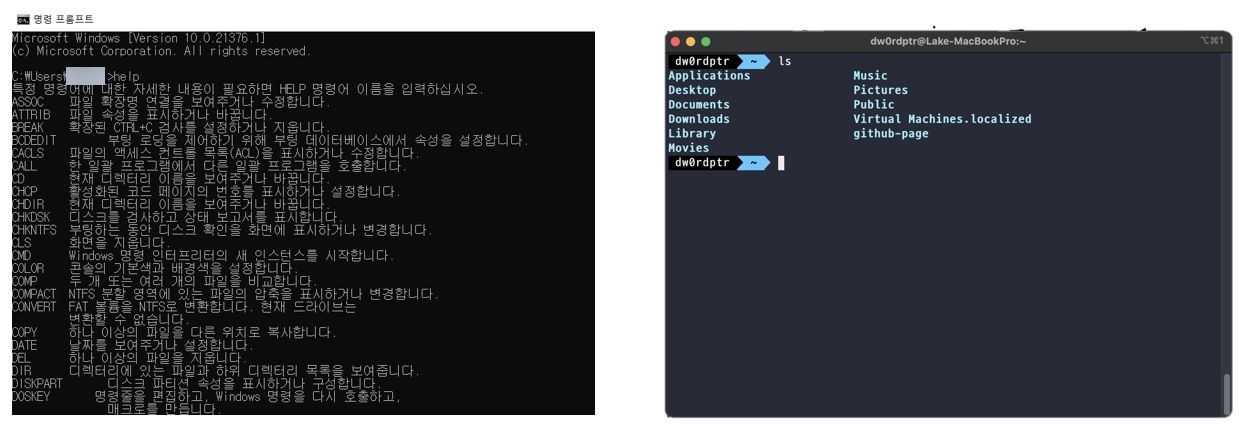 명령 프롬프트
Microsoft Windows [Version 10.0.21376.1]
(c) Microsoft Corporation. All rights reserved.
C:₩Users >help
특정 명령어에 대한 자세한 내용이 필요하면 HELP 명령어 이름을 입력하십시오.
ASSOC 파일 확장명 연결을 보여주거나 수정합니다.
ATTRIB 파일 속성을 표시하거나 바꿉니다.
BREAK 확장된 CTRL+C 검사를 설정하거나 지웁니다.
BCDEDIT 부팅 로딩을 제어하기 위해 부팅 데이터베이스에서 속성을 설정합니다.
CACLS 파일의 액세스 컨트롤 목록(ACL)을 표시하거나 수정합니다.
CALL 한 일괄 프로그램에서 다른 일괄 프로그램을 호출합니다.
CD 현재 디렉터리 이름을 보여주거나 바꿉니다.
CHCP 활성화된 코드 페이지의 번호를 표시하거나 설정합니다.
CHDIR 현재 디렉터리 이름을 보여주거나 바꿉니다.
CHKDSK 디스크를 검사하고 상태 보고서를 표시합니다.
CHKNTFS 부팅하는 동안 디스크 확인을 화면에 표시하거나 변경합니다.
CLS 화면을 지웁니다.
CMD Windows 명령 인터프리터의 새 인스턴스를 시작합니다.
COLOR 콘솔의 기본색과 배경색을 설정합니다.
COMP 두 개 또는 여러 개의 파일을 비교합니다.
COMPACT NTFS 분할 영역에 있는 파일의 압축을 표시하거나 변경합니다.
CONVERT FAT 볼륨을 NTFS로 변환합니다. 현재 드라이브는
변환할 수 없습니다.
COPY 하나 이상의 파일을 다른 위치로 복사합니다.
DATE 날짜를 보여주거나 설정합니다.
DEL 하나 이상의 파일을 지웁니다.
DIR 디렉터리에 있는 파일과 하위 디렉터리 목록을 보여줍니다.
DISKPART 디스크 파티션 속성을 표시하거나 구성합니다.
DOSKEY 명령줄을 편집하고, Windows 명령을 다시 호출하고,
매크로를 만듭니다.
dw0rdptr@Lake-MacBookPro:~
⌥⌘1
dw0rdptr ~ ls
Applications Music
Desktop Pictures
Documents Public
Downloads Virtual Machines.localized
Library github-page
Movies
dw0rdptr ~